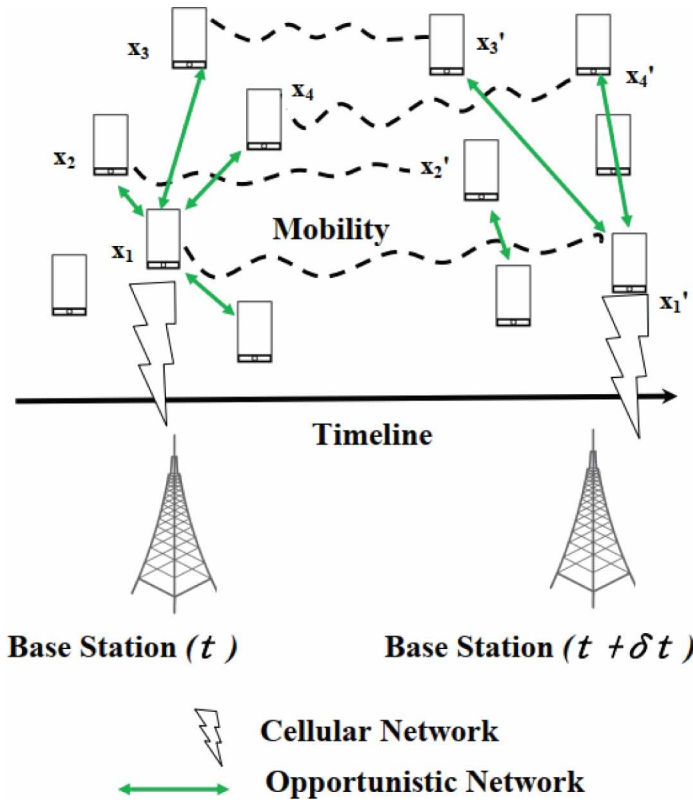 x₃
x₃'
x₄
x₄'
x₂
x₂'
Mobility
x₁
x₁'
Timeline
Base Station (t)
Base Station (t + δt)
Cellular Network
Opportunistic Network